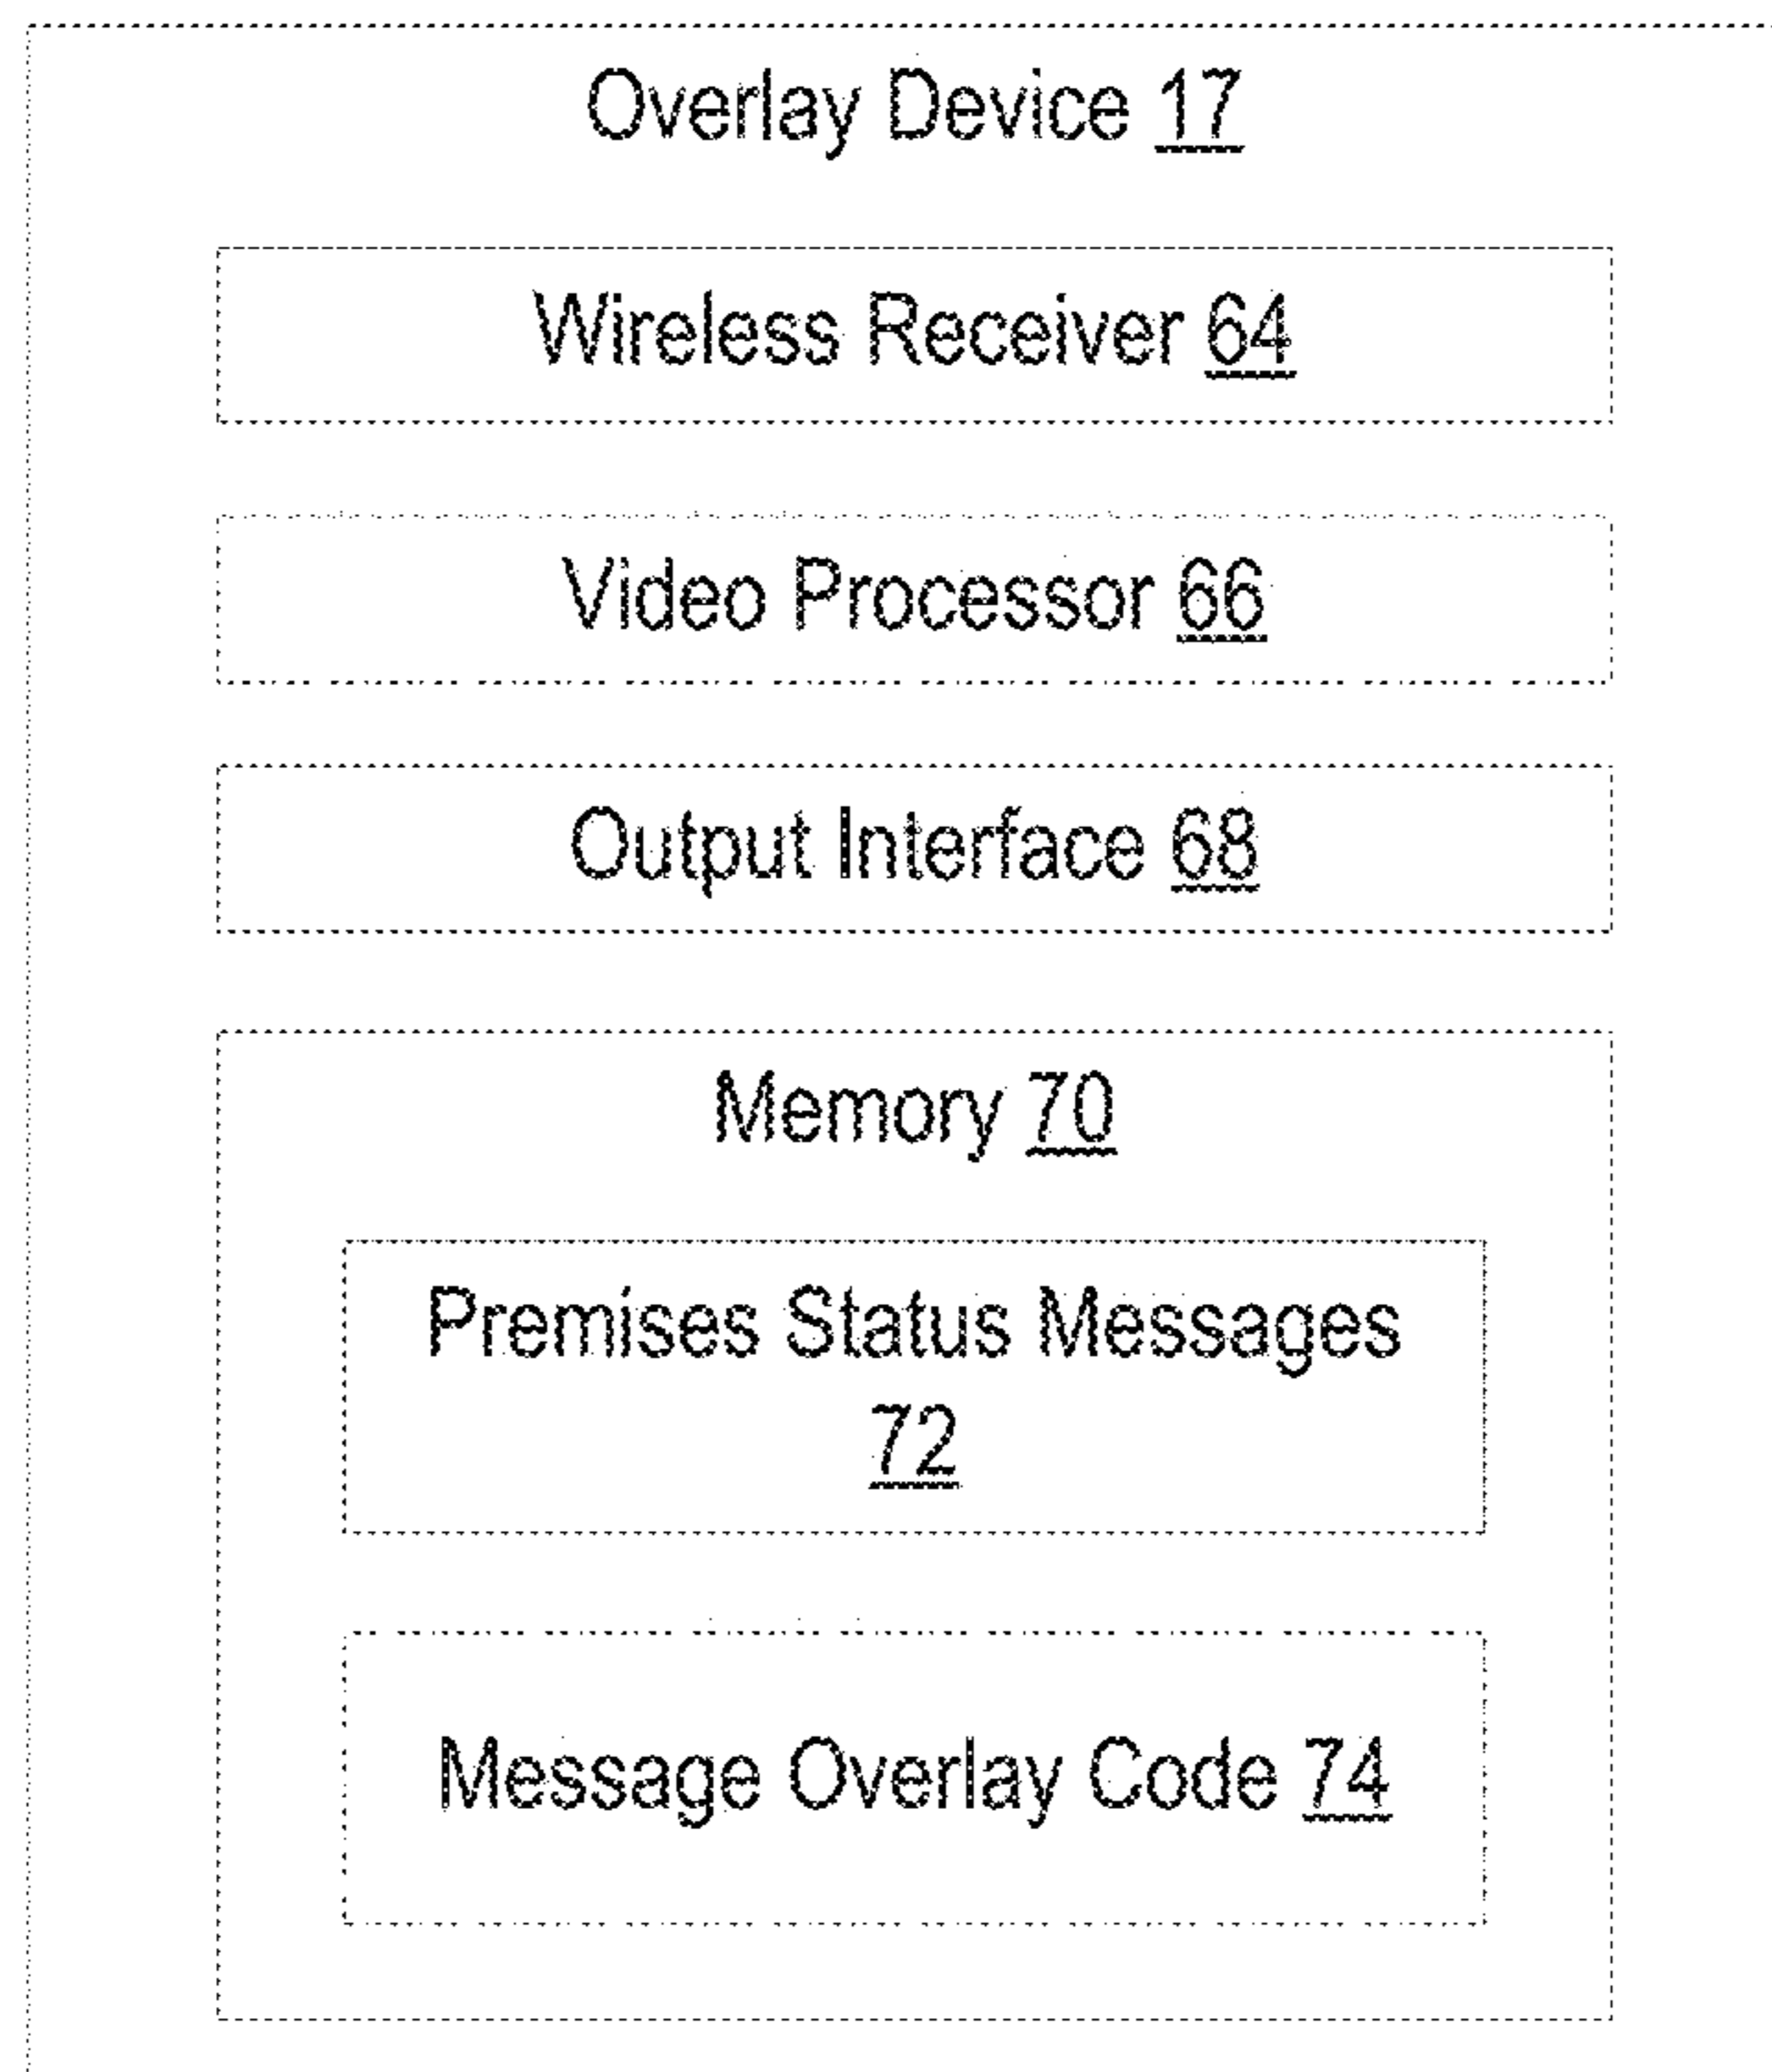 Overlay Device 17
Wireless Receiver 64
Video Processor 66
Output Interface 68
Memory 70
Premises Status Messages
72
Message Overlay Code 74